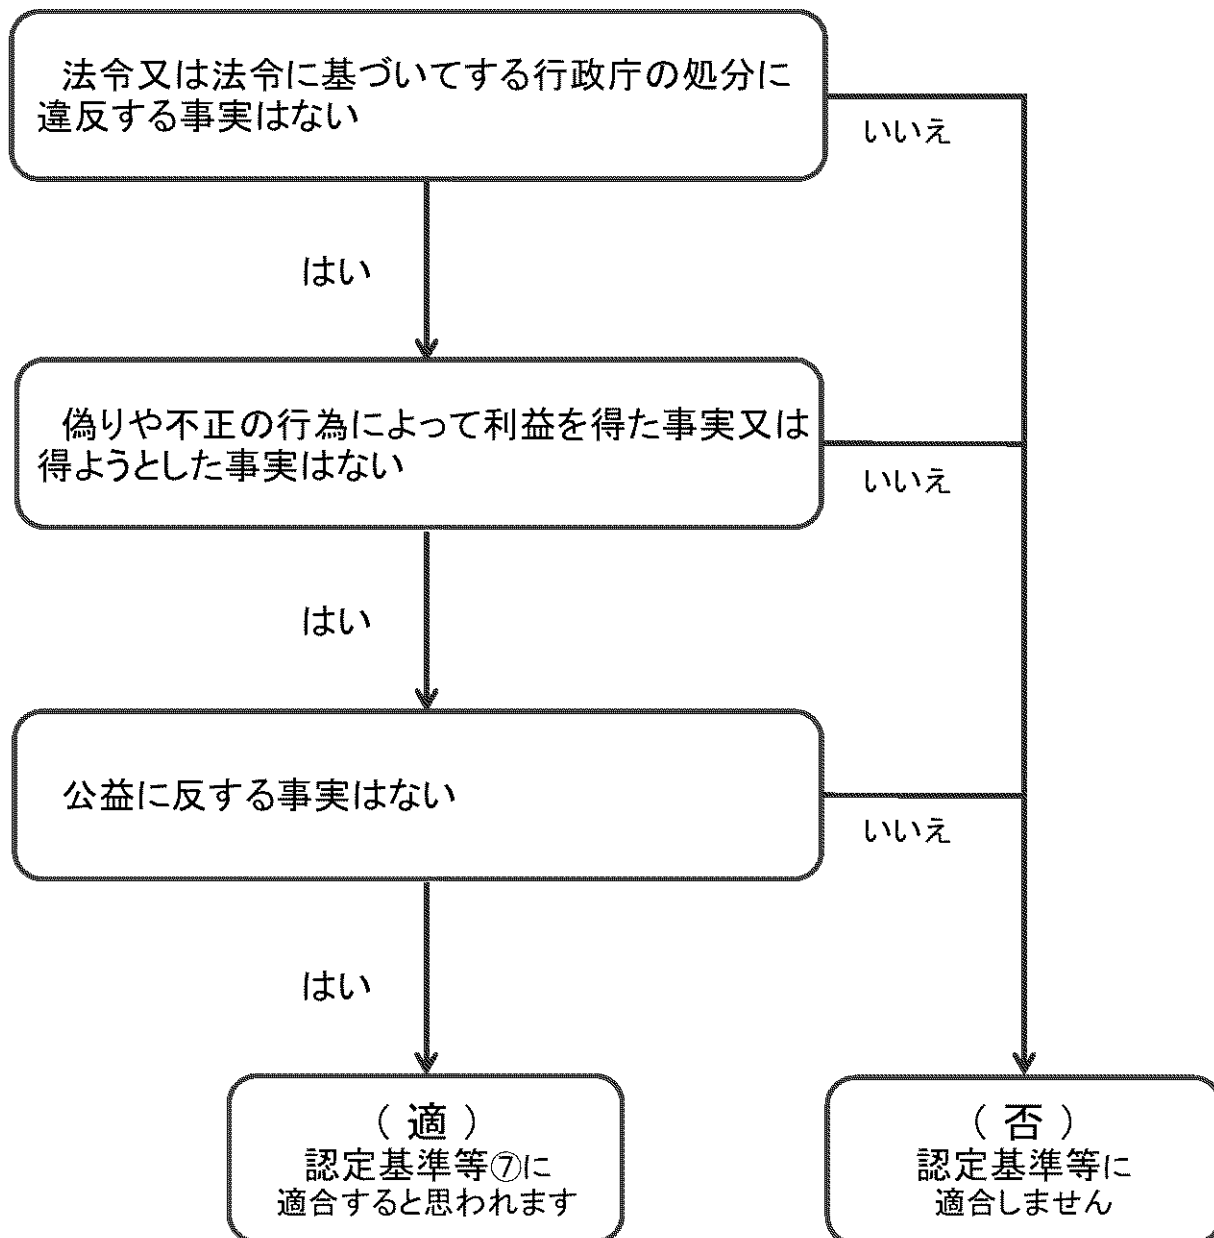 法令又は法令に基づいてする行政庁の処分に
違反する事実はない
いいえ
はい
偽りや不正の行為によって利益を得た事実又は
得ようとした事実はない
いいえ
はい
公益に反する事実はない
いいえ
はい
（ 適 ）
認定基準等⑦に
適合すると思われます
（ 否 ）
認定基準等に
適合しません